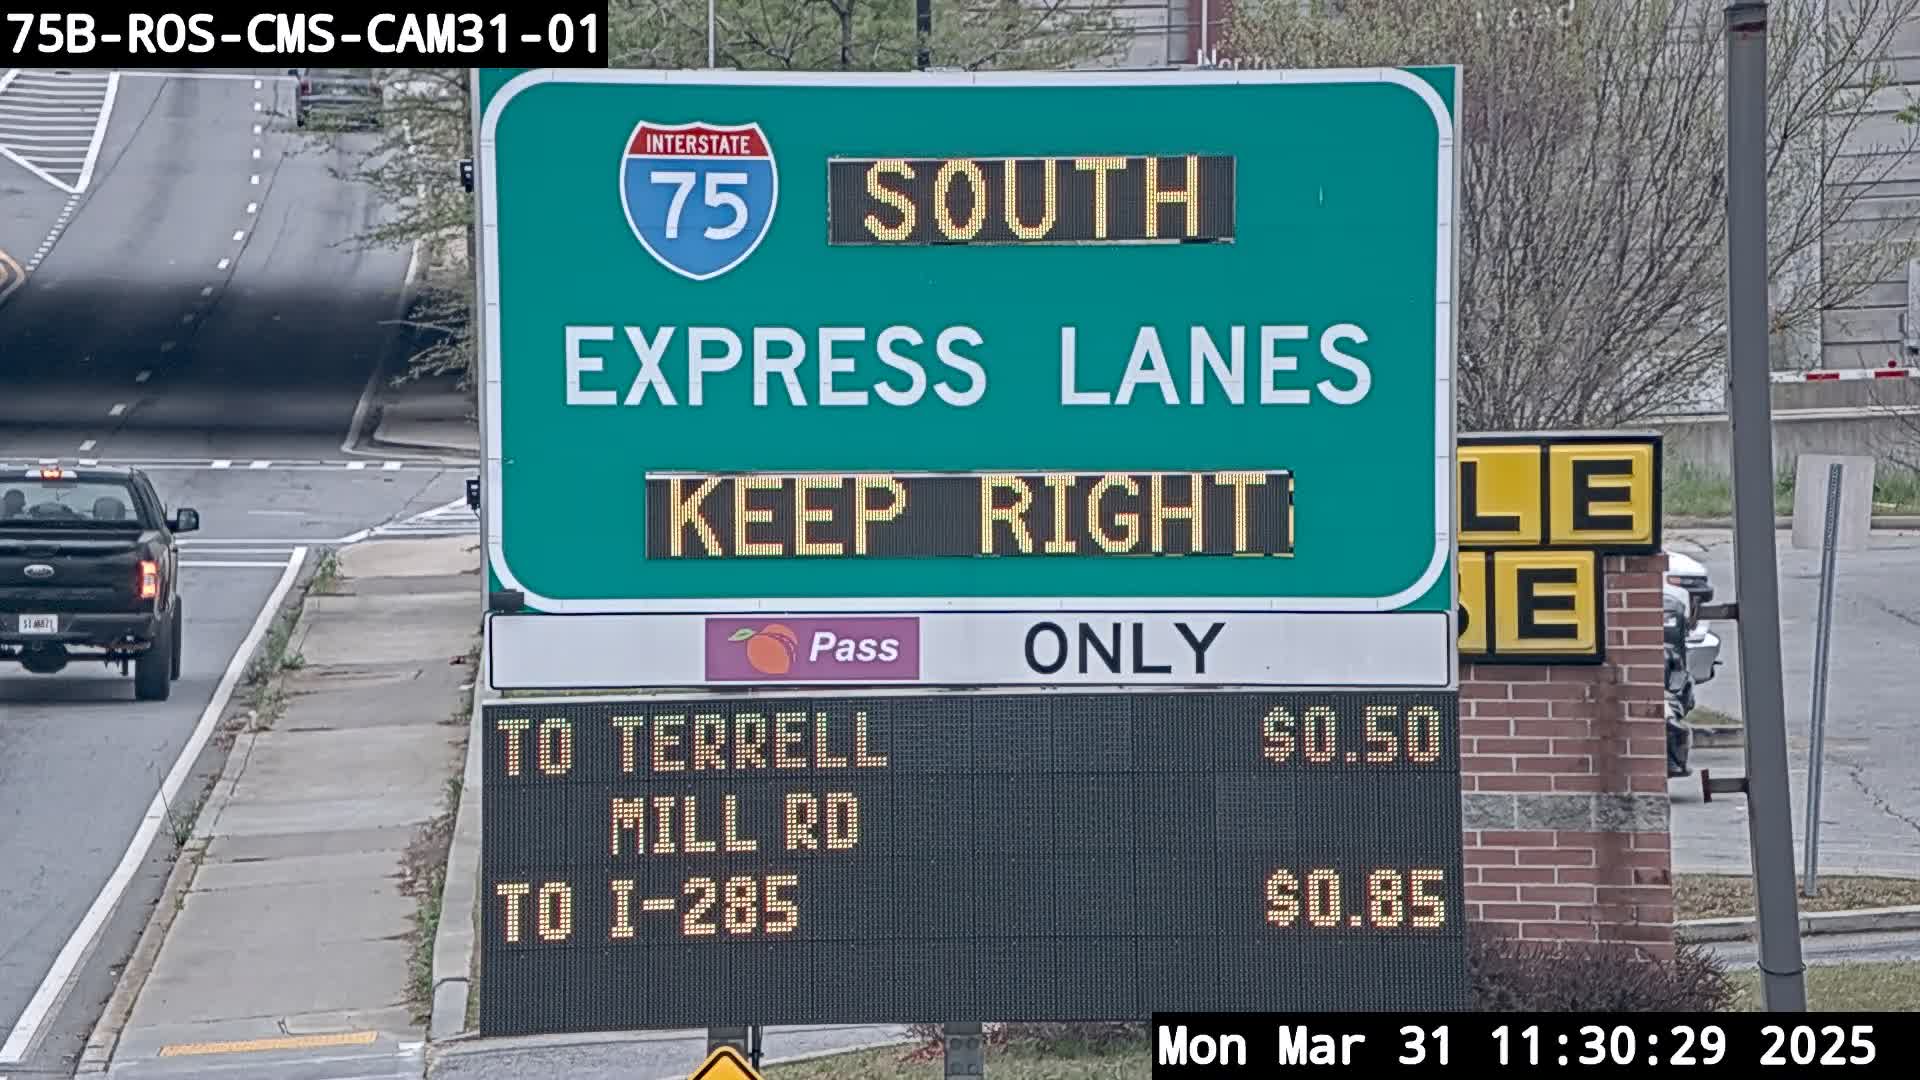 75B-ROS-CMS-CAM31-01
INTERSTATE
75
SOUTH
EXPRESS LANES
KEEP RIGHT
Pass ONLY
LE
E
TO TERRELL $0.50
MILL RD
TO I-285 $0.85
Mon Mar 31 11:30:29 2025